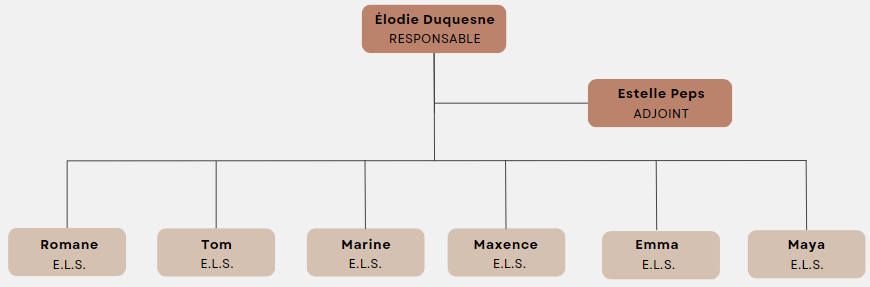 Élodie Duquesne
RESPONSABLE
Estelle Peps
ADJOINT
Romane
E.L.S.
Tom
E.L.S.
Marine
E.L.S.
Maxence
E.L.S.
Emma
E.L.S.
Maya
E.L.S.